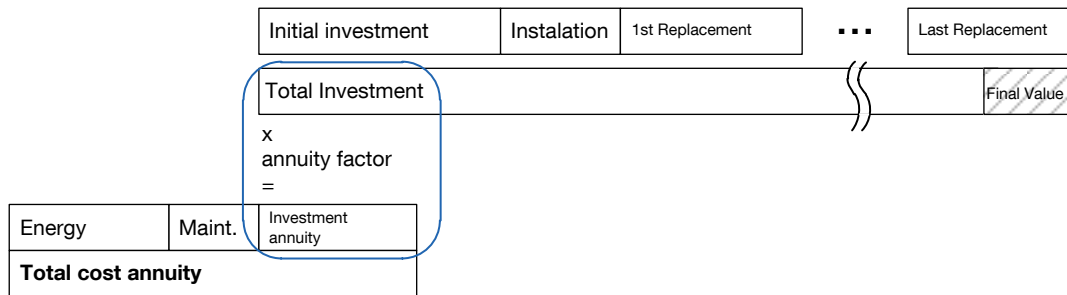 Initial investment
Instalation
1st Replacement
...
Last Replacement
Total Investment
Final Value
x
annuity factor
=
Energy
Maint.
Investment
annuity
Total cost annuity